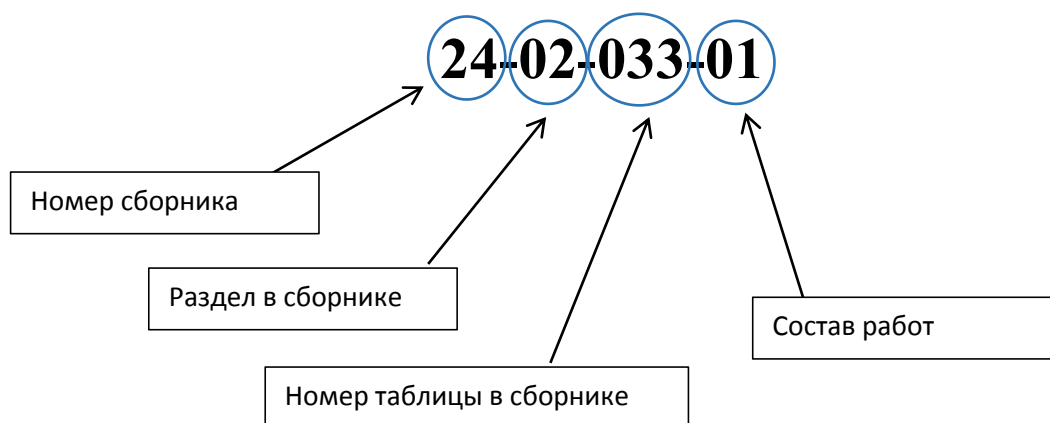 24-02-033-01
Номер сборника
Раздел в сборнике
Состав работ
Номер таблицы в сборнике